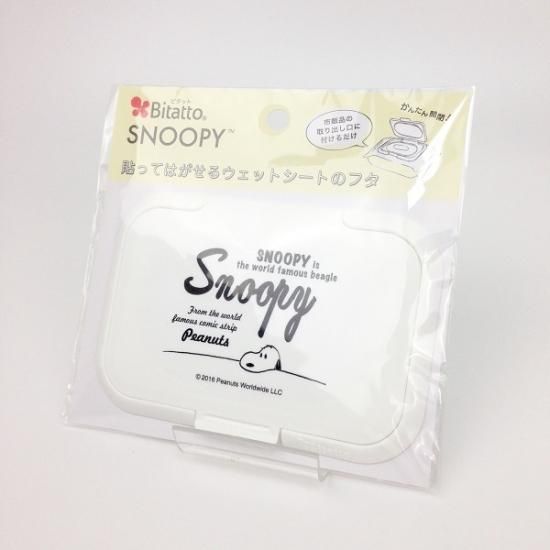 ビタット
Bitatto®
SNOOPY™
貼ってはがせるウェットシートのフタ
市販品の
取り出し口に
付けるだけ
かんたん開閉!
SNOOPY is
the world famous beagle
Snoopy
From the world
famous comic strip
Peanuts
© 2016 Peanuts Worldwide LLC